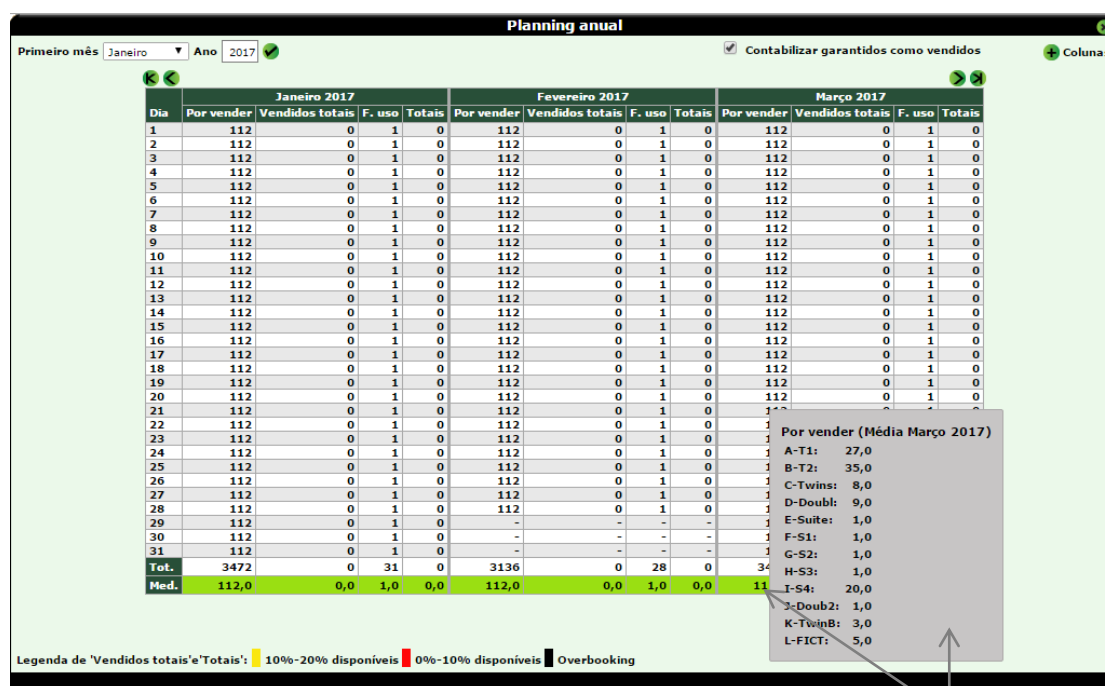 Planning anual
Primeiro mês Janeiro Ano 2017 Contabilizar garantidos como vendidos
Janeiro 2017 Fevereiro 2017 Março 2017
Dia Por vender Vendidos totais F. uso Totais Por vender Vendidos totais F. uso Totais Por vender Vendidos totais F. uso Totais
1 112 0 1 0 112 0 1 0 112 0 1 0
2 112 0 1 0 112 0 1 0 112 0 1 0
3 112 0 1 0 112 0 1 0 112 0 1 0
4 112 0 1 0 112 0 1 0 112 0 1 0
5 112 0 1 0 112 0 1 0 112 0 1 0
6 112 0 1 0 112 0 1 0 112 0 1 0
7 112 0 1 0 112 0 1 0 112 0 1 0
8 112 0 1 0 112 0 1 0 112 0 1 0
9 112 0 1 0 112 0 1 0 112 0 1 0
10 112 0 1 0 112 0 1 0 112 0 1 0
11 112 0 1 0 112 0 1 0 112 0 1 0
12 112 0 1 0 112 0 1 0 112 0 1 0
13 112 0 1 0 112 0 1 0 112 0 1 0
14 112 0 1 0 112 0 1 0 112 0 1 0
15 112 0 1 0 112 0 1 0 112 0 1 0
16 112 0 1 0 112 0 1 0 112 0 1 0
17 112 0 1 0 112 0 1 0 112 0 1 0
18 112 0 1 0 112 0 1 0 112 0 1 0
19 112 0 1 0 112 0 1 0 112 0 1 0
20 112 0 1 0 112 0 1 0 112 0 1 0
21 112 0 1 0 112 0 1 0
22 112 0 1 0 112 0 1 0
23 112 0 1 0 112 0 1 0
24 112 0 1 0 112 0 1 0
25 112 0 1 0 112 0 1 0
26 112 0 1 0 112 0 1 0
27 112 0 1 0 112 0 1 0
28 112 0 1 0 112 0 1 0
29 112 0 1 0 - - - -
30 112 0 1 0 - - - -
31 112 0 1 0 - - - -
Tot. 3472 0 31 0 3136 0 28 0
Med. 112,0 0,0 1,0 0,0 112,0 0,0 1,0 0,0
Por vender (Média Março 2017)
A-T1: 27,0
B-T2: 35,0
C-Twins: 8,0
D-Doubl: 9,0
E-Suite: 1,0
F-S1: 1,0
G-S2: 1,0
H-S3: 1,0
I-S4: 20,0
J-Doub2: 1,0
K-TwinB: 3,0
L-FICT: 5,0
Legenda de 'Vendidos totais'e'Totais': 10%-20% disponíveis 0%-10% disponíveis Overbooking